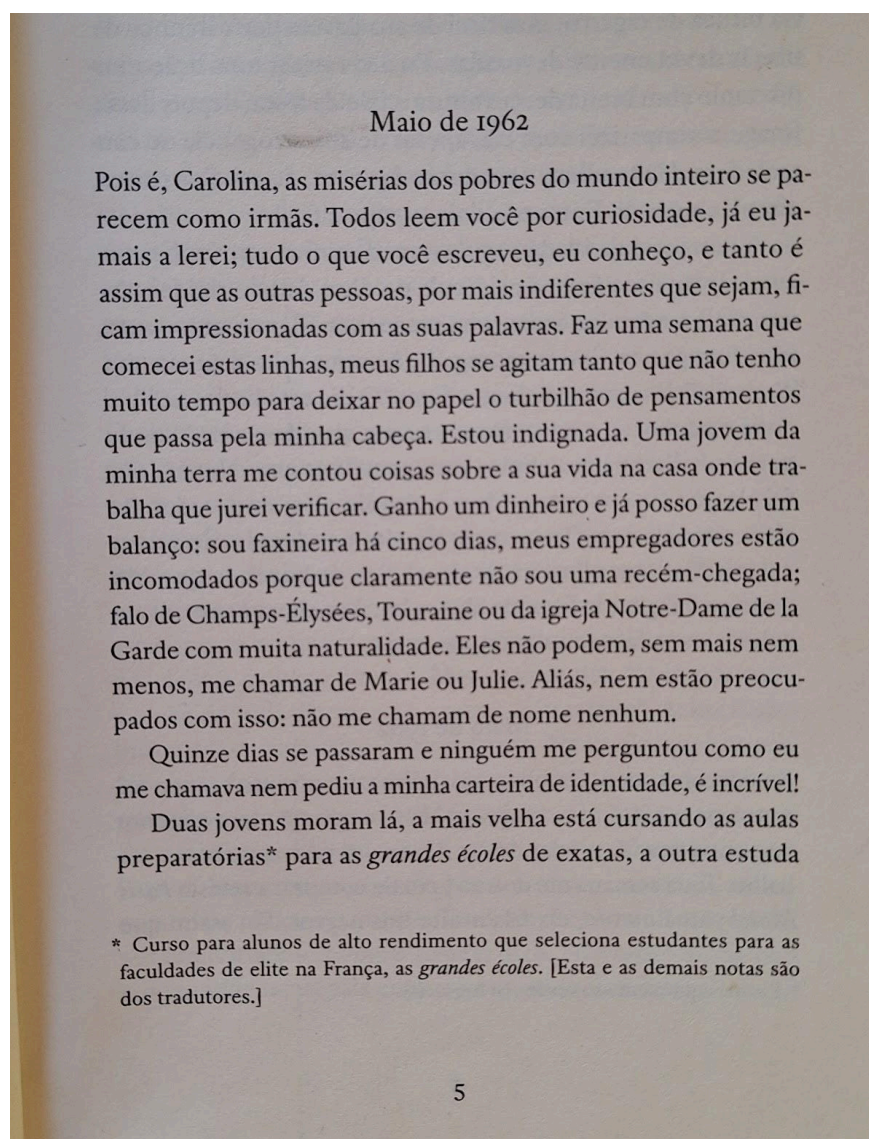 Maio de 1962
Pois é, Carolina, as misérias dos pobres do mundo inteiro se pa-
recem como irmãs. Todos leem você por curiosidade, já eu ja-
mais a lerei; tudo o que você escreveu, eu conheço, e tanto é
assim que as outras pessoas, por mais indiferentes que sejam, fi-
cam impressionadas com as suas palavras. Faz uma semana que
comecei estas linhas, meus filhos se agitam tanto que não tenho
muito tempo para deixar no papel o turbilhão de pensamentos
que passa pela minha cabeça. Estou indignada. Uma jovem da
minha terra me contou coisas sobre a sua vida na casa onde tra-
balha que jurei verificar. Ganho um dinheiro e já posso fazer um
balanço: sou faxineira há cinco dias, meus empregadores estão
incomodados porque claramente não sou uma recém-chegada;
falo de Champs-Élysées, Touraine ou da igreja Notre-Dame de la
Garde com muita naturalidade. Eles não podem, sem mais nem
menos, me chamar de Marie ou Julie. Aliás, nem estão preocu-
pados com isso: não me chamam de nome nenhum.
Quinze dias se passaram e ninguém me perguntou como eu
me chamava nem pediu a minha carteira de identidade, é incrível!
Duas jovens moram lá, a mais velha está cursando as aulas
preparatórias* para as grandes écoles de exatas, a outra estuda
* Curso para alunos de alto rendimento que seleciona estudantes para as
faculdades de elite na França, as grandes écoles. [Esta e as demais notas são
dos tradutores.]
5